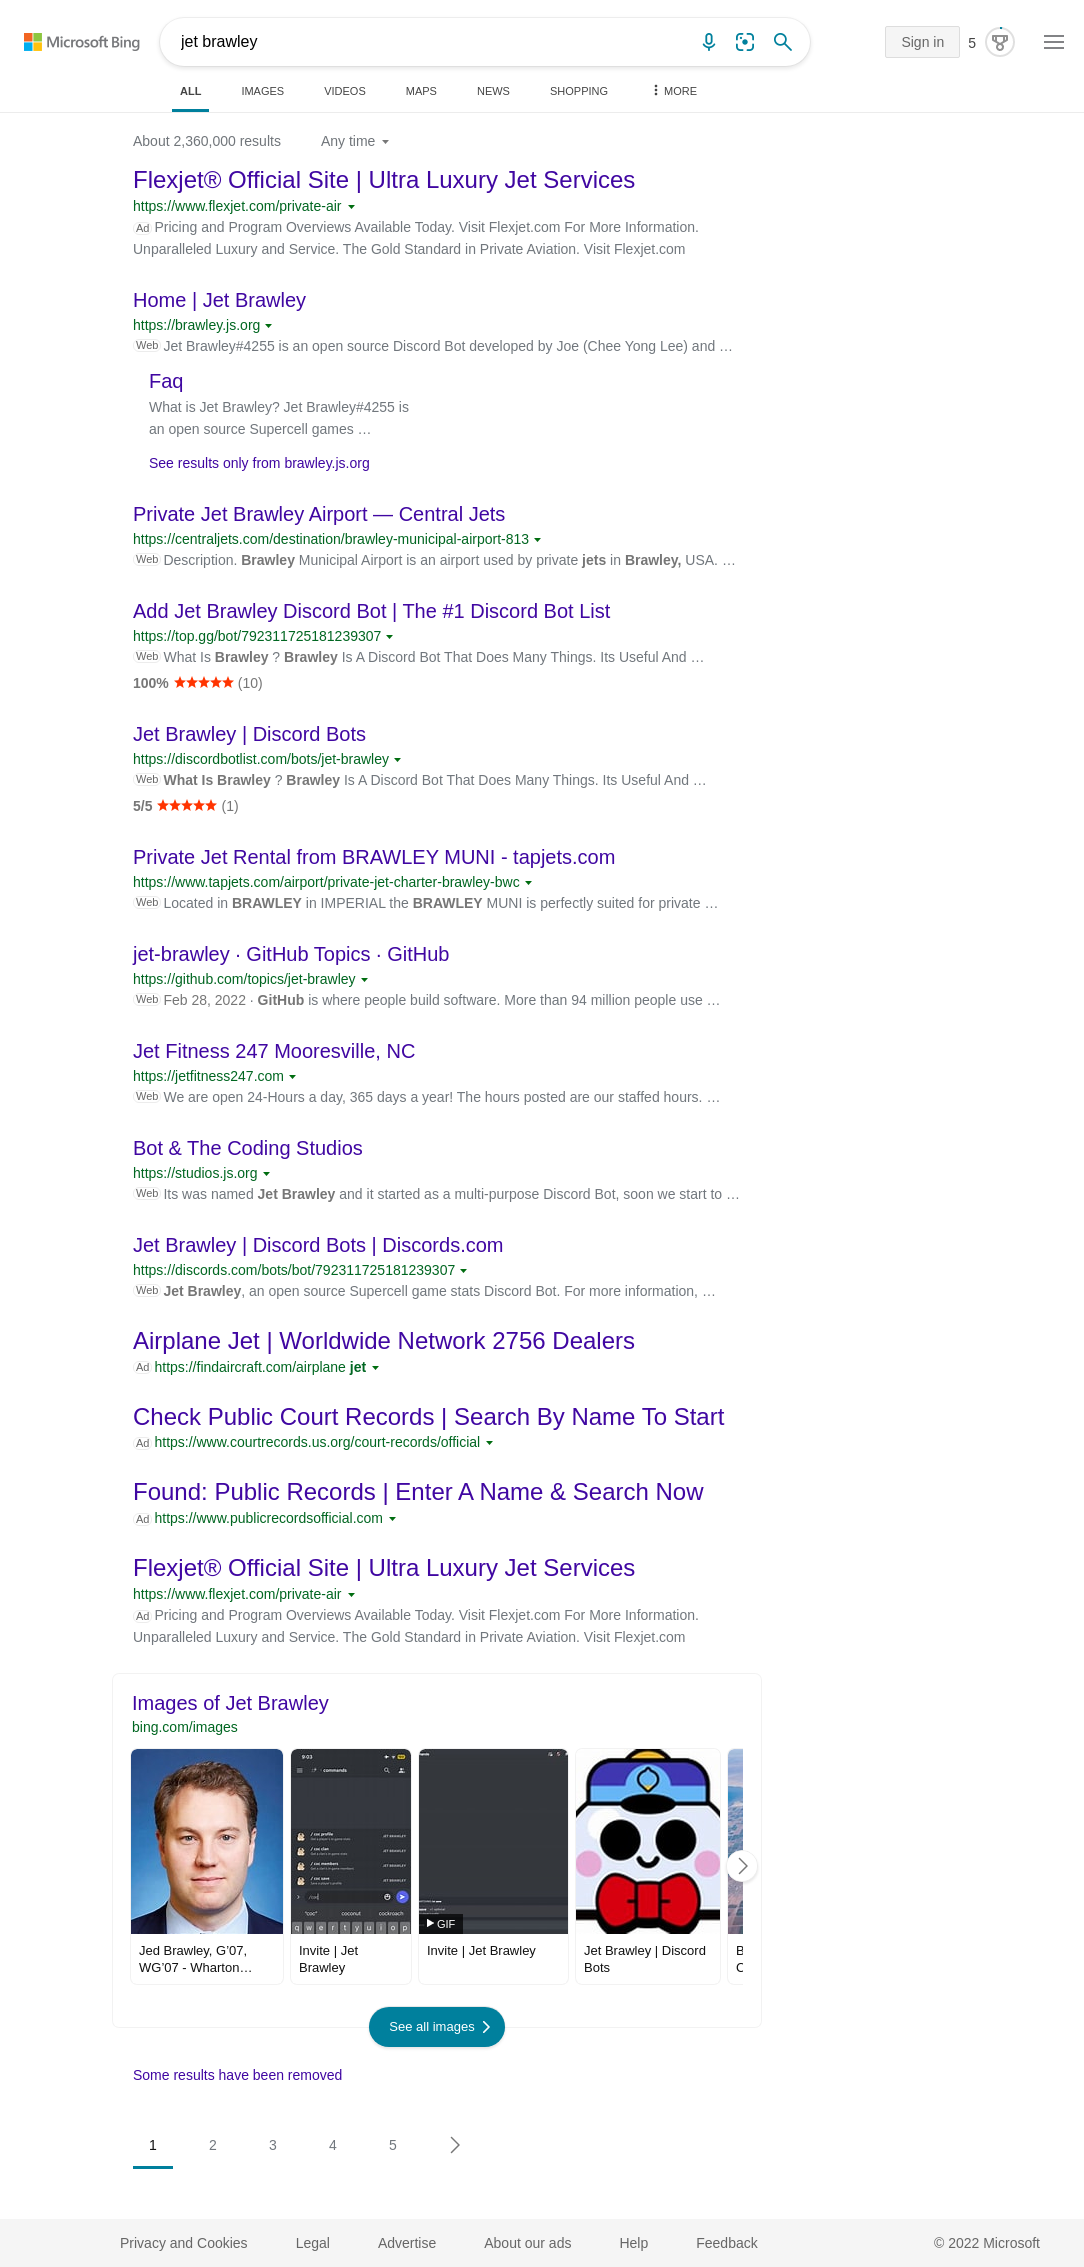 Microsoft Bing
jet brawley
Sign in
5
ALL
IMAGES
VIDEOS
MAPS
NEWS
SHOPPING
MORE
About 2,360,000 results
Any time
Flexjet® Official Site | Ultra Luxury Jet Services
https://www.flexjet.com/private-air
Ad Pricing and Program Overviews Available Today. Visit Flexjet.com For More Information.
Unparalleled Luxury and Service. The Gold Standard in Private Aviation. Visit Flexjet.com
Home | Jet Brawley
https://brawley.js.org
Web Jet Brawley#4255 is an open source Discord Bot developed by Joe (Chee Yong Lee) and …
Faq
What is Jet Brawley? Jet Brawley#4255 is
an open source Supercell games …
See results only from brawley.js.org
Private Jet Brawley Airport — Central Jets
https://centraljets.com/destination/brawley-municipal-airport-813
Web Description. Brawley Municipal Airport is an airport used by private jets in Brawley, USA. …
Add Jet Brawley Discord Bot | The #1 Discord Bot List
https://top.gg/bot/792311725181239307
Web What Is Brawley ? Brawley Is A Discord Bot That Does Many Things. Its Useful And …
100% ★★★★★ (10)
Jet Brawley | Discord Bots
https://discordbotlist.com/bots/jet-brawley
Web What Is Brawley ? Brawley Is A Discord Bot That Does Many Things. Its Useful And …
5/5 ★★★★★ (1)
Private Jet Rental from BRAWLEY MUNI - tapjets.com
https://www.tapjets.com/airport/private-jet-charter-brawley-bwc
Web Located in BRAWLEY in IMPERIAL the BRAWLEY MUNI is perfectly suited for private …
jet-brawley · GitHub Topics · GitHub
https://github.com/topics/jet-brawley
Web Feb 28, 2022 · GitHub is where people build software. More than 94 million people use …
Jet Fitness 247 Mooresville, NC
https://jetfitness247.com
Web We are open 24-Hours a day, 365 days a year! The hours posted are our staffed hours. …
Bot & The Coding Studios
https://studios.js.org
Web Its was named Jet Brawley and it started as a multi-purpose Discord Bot, soon we start to …
Jet Brawley | Discord Bots | Discords.com
https://discords.com/bots/bot/792311725181239307
Web Jet Brawley, an open source Supercell game stats Discord Bot. For more information, …
Airplane Jet | Worldwide Network 2756 Dealers
Ad https://findaircraft.com/airplane jet
Check Public Court Records | Search By Name To Start
Ad https://www.courtrecords.us.org/court-records/official
Found: Public Records | Enter A Name & Search Now
Ad https://www.publicrecordsofficial.com
Flexjet® Official Site | Ultra Luxury Jet Services
https://www.flexjet.com/private-air
Ad Pricing and Program Overviews Available Today. Visit Flexjet.com For More Information.
Unparalleled Luxury and Service. The Gold Standard in Private Aviation. Visit Flexjet.com
Images of Jet Brawley
bing.com/images
9:03
commands
/ coc profile
JET BRAWLEY
/ coc clan
JET BRAWLEY
/ coc members
JET BRAWLEY
/ coc save
JET BRAWLEY
/coc
"coc" coconut cockroach
q w e r t y u i o p
GIF
Jed Brawley, G'07,
WG'07 - Wharton…
Invite | Jet
Brawley
Invite | Jet Brawley
Jet Brawley | Discord
Bots
See all images
Some results have been removed
1
2
3
4
5
Privacy and Cookies
Legal
Advertise
About our ads
Help
Feedback
© 2022 Microsoft